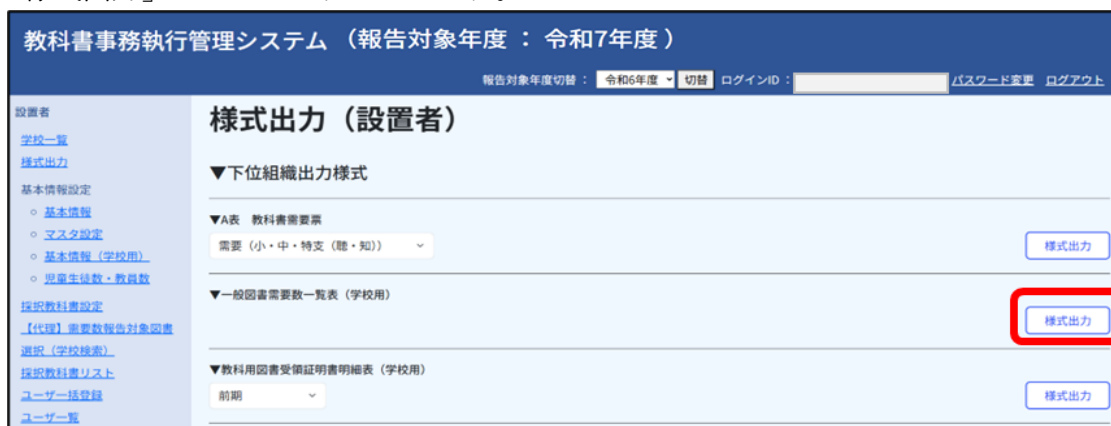 教科書事務執行管理システム （報告対象年度 ： 令和7年度 ）
報告対象年度切替 ： 令和6年度 切替 ログインID ： パスワード変更 ログアウト
設置者
学校一覧
様式出力
基本情報設定
基本情報
マスタ設定
基本情報（学校用）
児童生徒数・教員数
採択教科書設定
【代理】需要数報告対象図書
選択（学校検索）
採択教科書リスト
ユーザー括登録
ユーザ一覧
様式出力（設置者）
▼下位組織出力様式
▼A表 教科書需要票
需要（小・中・特支（聴・知））
様式出力
▼一般図書需要数一覧表（学校用）
様式出力
▼教科用図書受領証明書明細表（学校用）
前期
様式出力